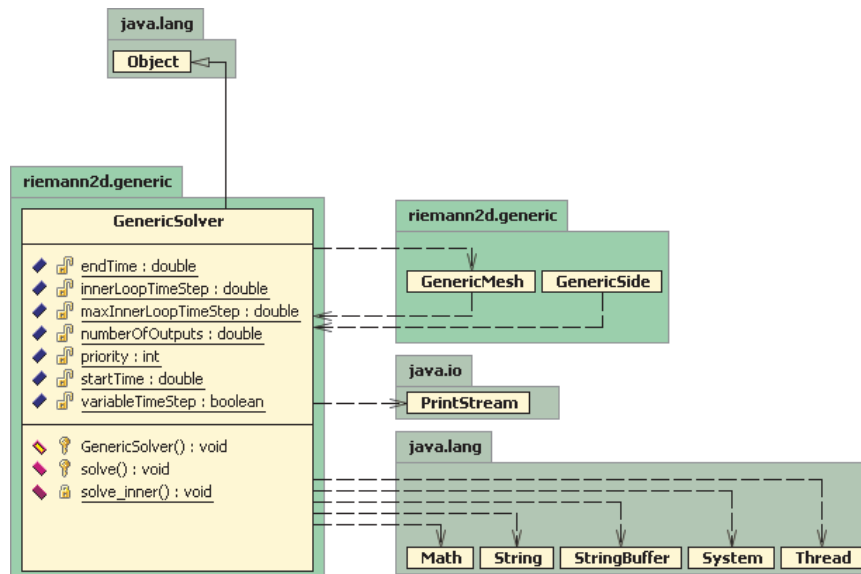 java.lang
Object
riemann2d.generic
GenericSolver
endTime : double
innerLoopTimeStep : double
maxInnerLoopTimeStep : double
numberOfOutputs : double
priority : int
startTime : double
variableTimeStep : boolean
GenericSolver() : void
solve() : void
solve_inner() : void
riemann2d.generic
GenericMesh GenericSide
java.io
PrintStream
java.lang
Math String StringBuffer System Thread